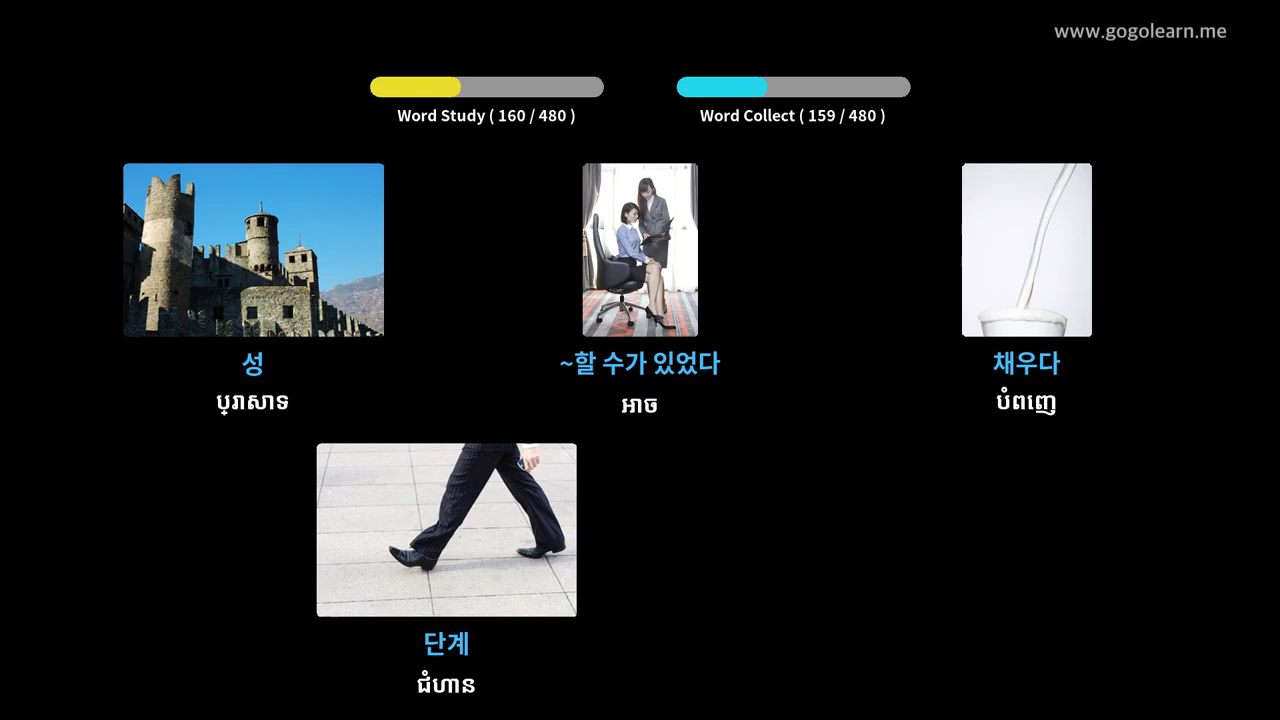 www.gogolearn.me
Word Study ( 160 / 480 )
Word Collect ( 159 / 480 )
성
ប្រាសាទ
~할 수가 있었다
អាច
채우다
បំពញេ
단계
ជំហាន